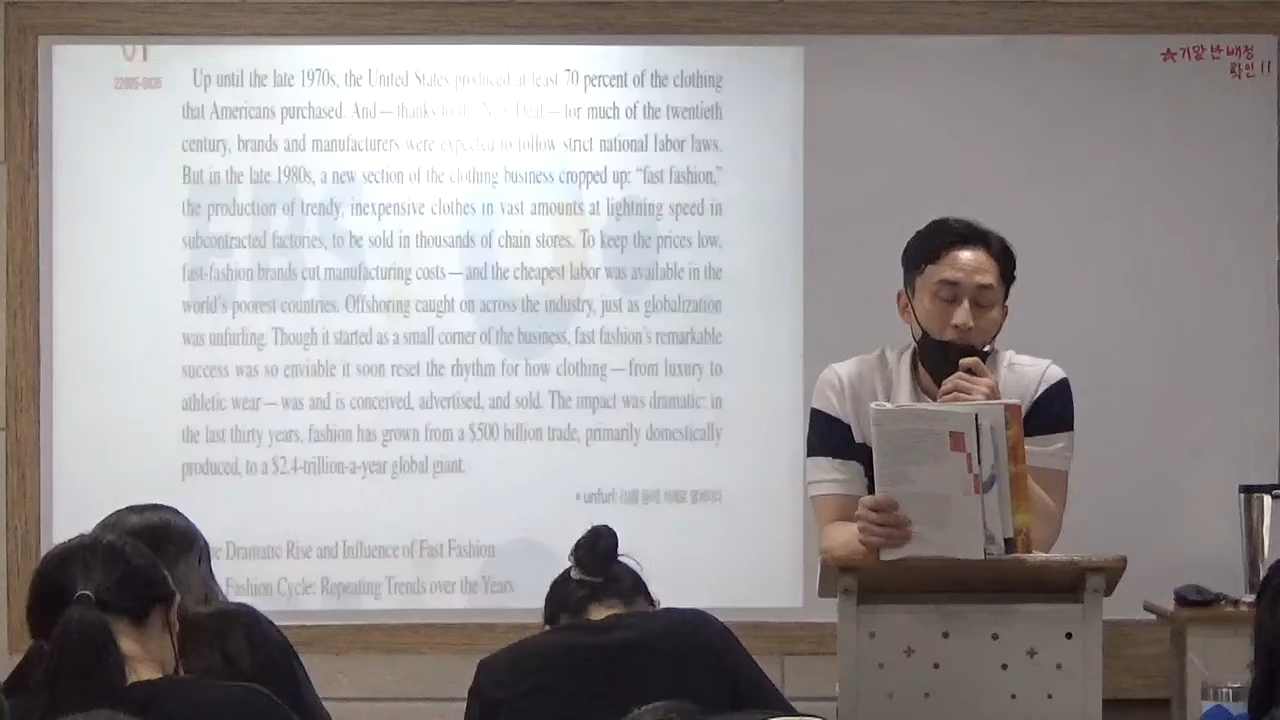 01
22005-0035
Up until the late 1970s, the United States produced at least 70 percent of the clothing
that Americans purchased. And — thanks to the New Deal — for much of the twentieth
century, brands and manufacturers were expected to follow strict national labor laws.
But in the late 1980s, a new section of the clothing business cropped up: “fast fashion,”
the production of trendy, inexpensive clothes in vast amounts at lightning speed in
subcontracted factories, to be sold in thousands of chain stores. To keep the prices low,
fast-fashion brands cut manufacturing costs — and the cheapest labor was available in the
world’s poorest countries. Offshoring caught on across the industry, just as globalization
was unfurling. Though it started as a small corner of the business, fast fashion’s remarkable
success was so enviable it soon reset the rhythm for how clothing — from luxury to
athletic wear — was and is conceived, advertised, and sold. The impact was dramatic: in
the last thirty years, fashion has grown from a $500 billion trade, primarily domestically
produced, to a $2.4-trillion-a-year global giant.
* unfurl:
Dramatic Rise and Influence of Fast Fashion
Fashion Cycle: Repeating Trends over the Years
☆기말 반 배정
확인!!